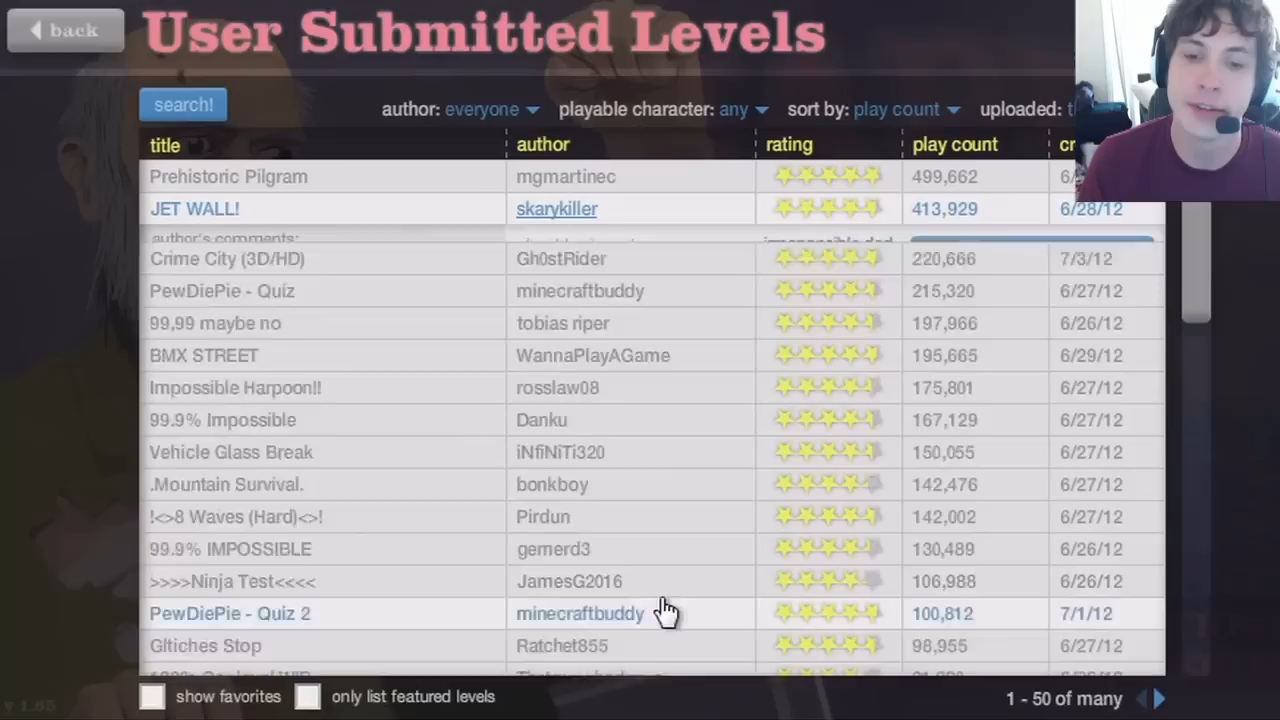 back
User Submitted Levels
search!
author: everyone playable character: any sort by: play count uploaded:
title author rating play count
Prehistoric Pilgram mgmartinec 499,662
JET WALL! skarykiller 413,929 6/28/12
author's comments:
Crime City (3D/HD) Gh0stRider 220,666 7/3/12
PewDiePie - Quiz minecraftbuddy 215,320 6/27/12
99,99 maybe no tobias riper 197,966 6/26/12
BMX STREET WannaPlayAGame 195,665 6/29/12
Impossible Harpoon!! rosslaw08 175,801 6/27/12
99.9% Impossible Danku 167,129 6/27/12
Vehicle Glass Break iNfiNiTi320 150,055 6/27/12
.Mountain Survival. bonkboy 142,476 6/27/12
!<>8 Waves (Hard)<>! Pirdun 142,002 6/27/12
99.9% IMPOSSIBLE gemerd3 130,489 6/26/12
>>>>Ninja Test<<<< JamesG2016 106,988 6/26/12
PewDiePie - Quiz 2 minecraftbuddy 100,812 7/1/12
Gltiches Stop Ratchet855 98,955 6/27/12
show favorites only list featured levels 1 - 50 of many
v 1.65